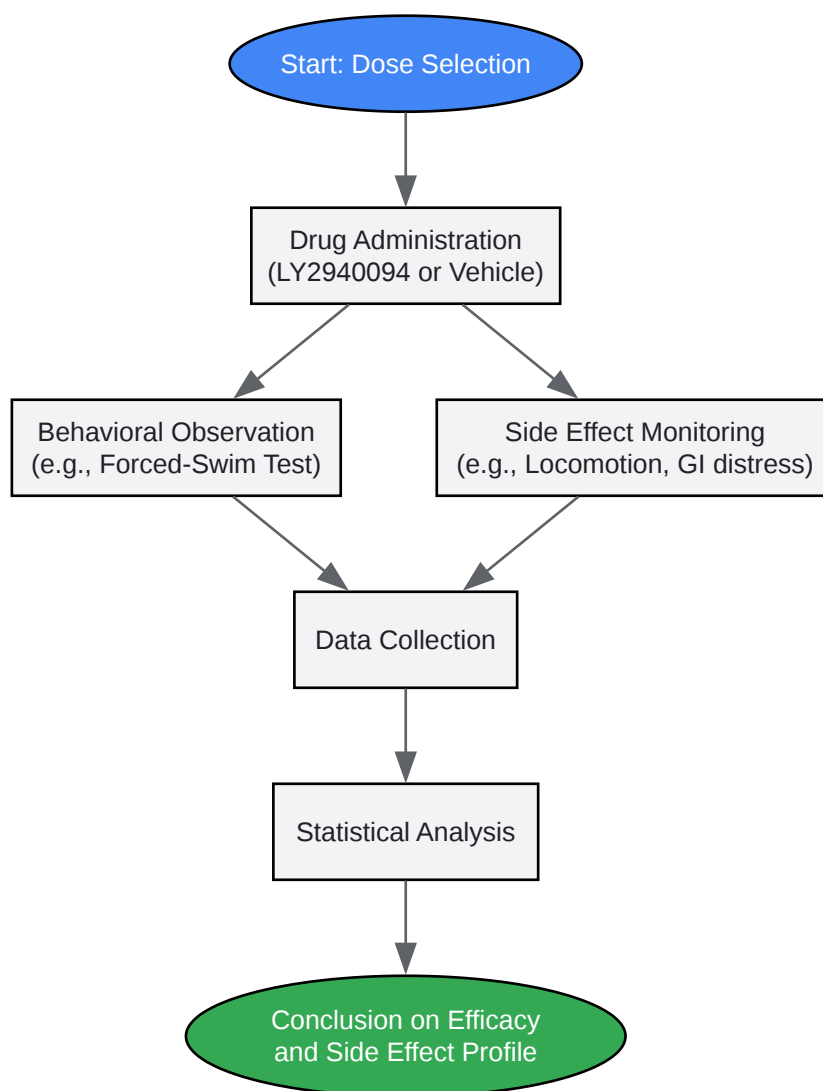 Start: Dose Selection
Drug Administration
(LY2940094 or Vehicle)
Behavioral Observation
(e.g., Forced-Swim Test)
Side Effect Monitoring
(e.g., Locomotion, GI distress)
Data Collection
Statistical Analysis
Conclusion on Efficacy
and Side Effect Profile